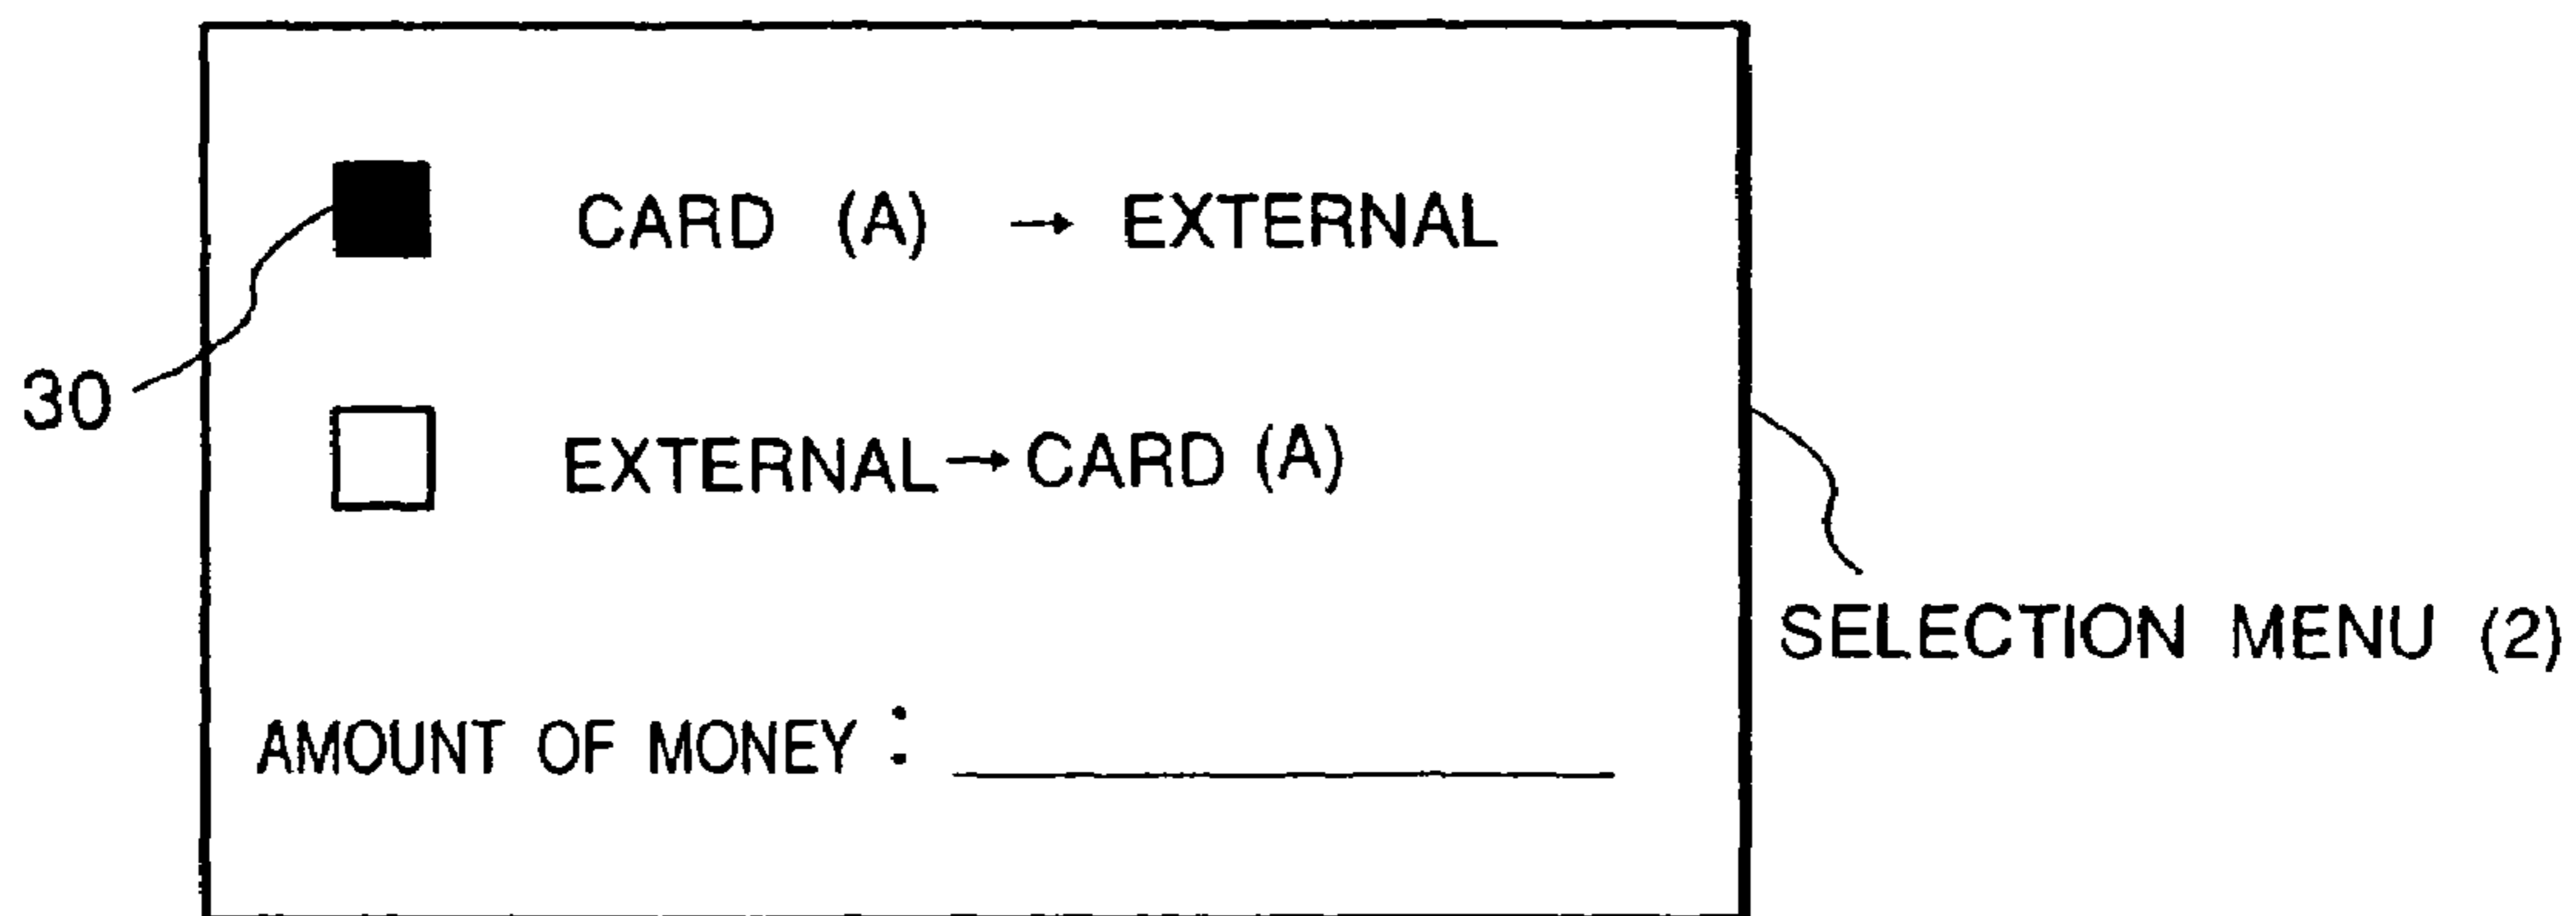 CARD (A) → EXTERNAL
30
EXTERNAL → CARD (A)
SELECTION MENU (2)
AMOUNT OF MONEY :